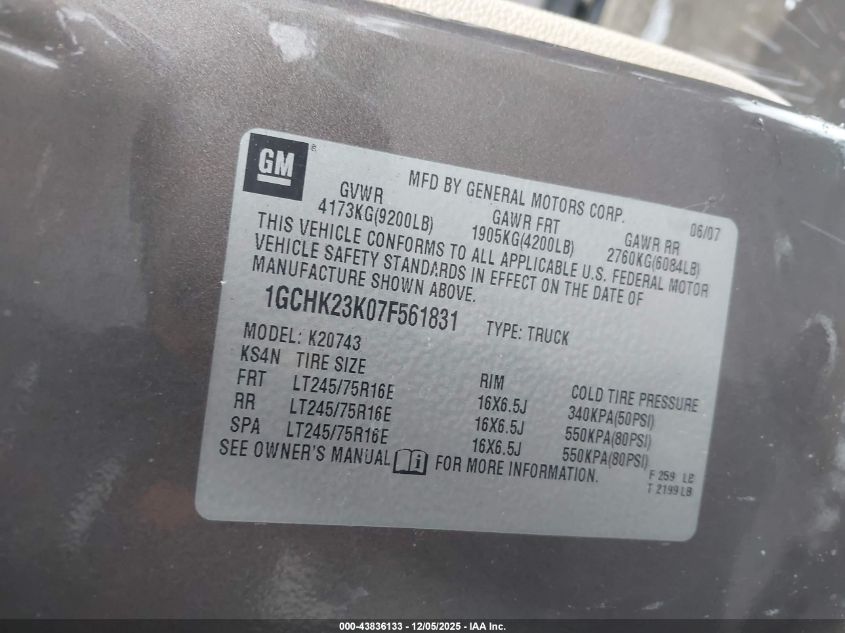 GM®
MFD BY GENERAL MOTORS CORP. 06/07
GVWR GAWR FRT GAWR RR
4173KG(9200LB) 1905KG(4200LB) 2760KG(6084LB)
THIS VEHICLE CONFORMS TO ALL APPLICABLE U.S. FEDERAL MOTOR
VEHICLE SAFETY STANDARDS IN EFFECT ON THE DATE OF
MANUFACTURE SHOWN ABOVE.
1GCHK23K07F561831 TYPE: TRUCK
MODEL: K20743
KS4N TIRE SIZE RIM COLD TIRE PRESSURE
FRT LT245/75R16E 16X6.5J 340KPA(50PSI)
RR LT245/75R16E 16X6.5J 550KPA(80PSI)
SPA LT245/75R16E 16X6.5J 550KPA(80PSI)
SEE OWNER'S MANUAL i FOR MORE INFORMATION.
F 259 LE
T 2199 LB
000-43836133 - 12/05/2025 - IAA Inc.